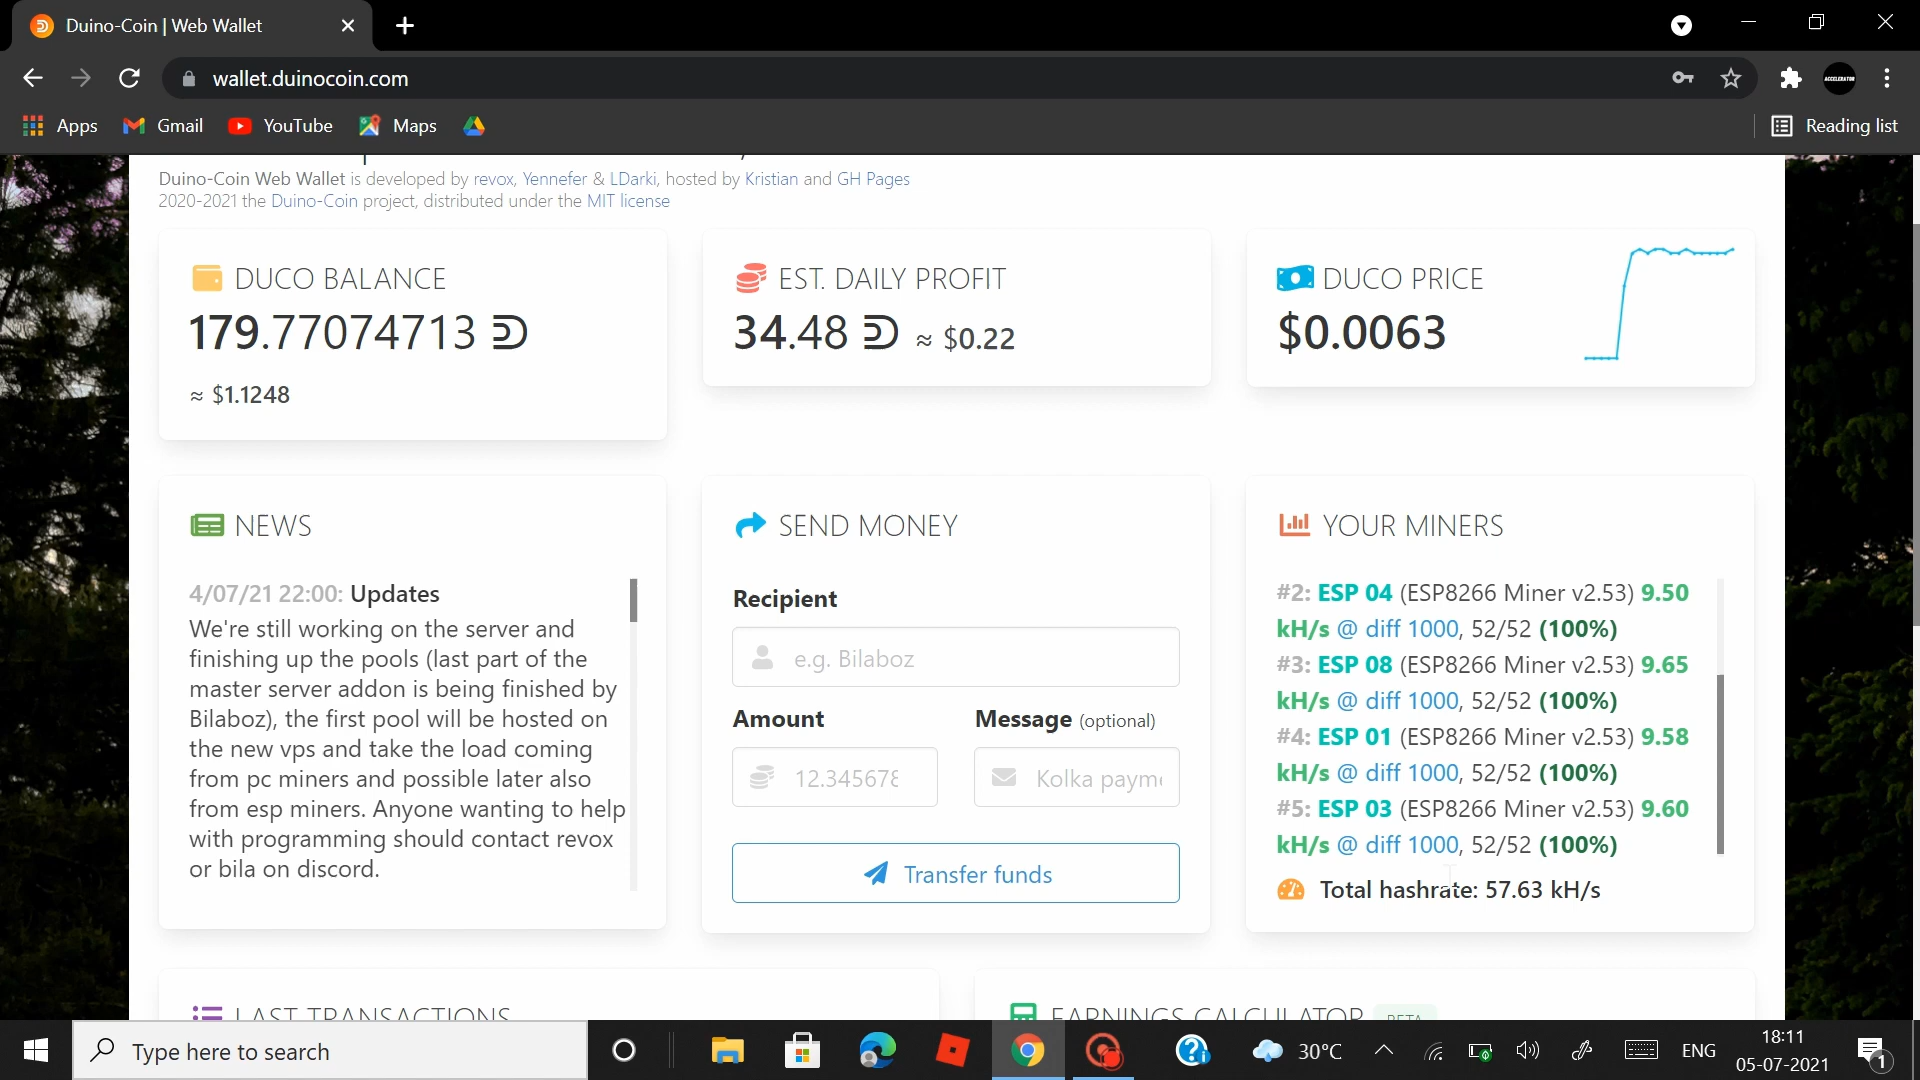 Duino-Coin | Web Wallet
wallet.duinocoin.com
ACCELERATOR
Apps
Gmail
YouTube
Maps
Reading list
Duino-Coin Web Wallet is developed by revox, Yennefer & LDarki, hosted by Kristian and GH Pages
2020-2021 the Duino-Coin project, distributed under the MIT license
DUCO BALANCE
179.77074713
≈ $1.1248
EST. DAILY PROFIT
34.48 ≈ $0.22
DUCO PRICE
$0.0063
NEWS
4/07/21 22:00: Updates
We're still working on the server and
finishing up the pools (last part of the
master server addon is being finished by
Bilaboz), the first pool will be hosted on
the new vps and take the load coming
from pc miners and possible later also
from esp miners. Anyone wanting to help
with programming should contact revox
or bila on discord.
SEND MONEY
Recipient
e.g. Bilaboz
Amount
12.345678
Message (optional)
Kolka payme
Transfer funds
YOUR MINERS
#2: ESP 04 (ESP8266 Miner v2.53) 9.50
kH/s @ diff 1000, 52/52 (100%)
#3: ESP 08 (ESP8266 Miner v2.53) 9.65
kH/s @ diff 1000, 52/52 (100%)
#4: ESP 01 (ESP8266 Miner v2.53) 9.58
kH/s @ diff 1000, 52/52 (100%)
#5: ESP 03 (ESP8266 Miner v2.53) 9.60
kH/s @ diff 1000, 52/52 (100%)
Total hashrate: 57.63 kH/s
LAST TRANSACTIONS
EARNINGS CALCULATOR BETA
Type here to search
30°C
ENG
18:11
05-07-2021
1